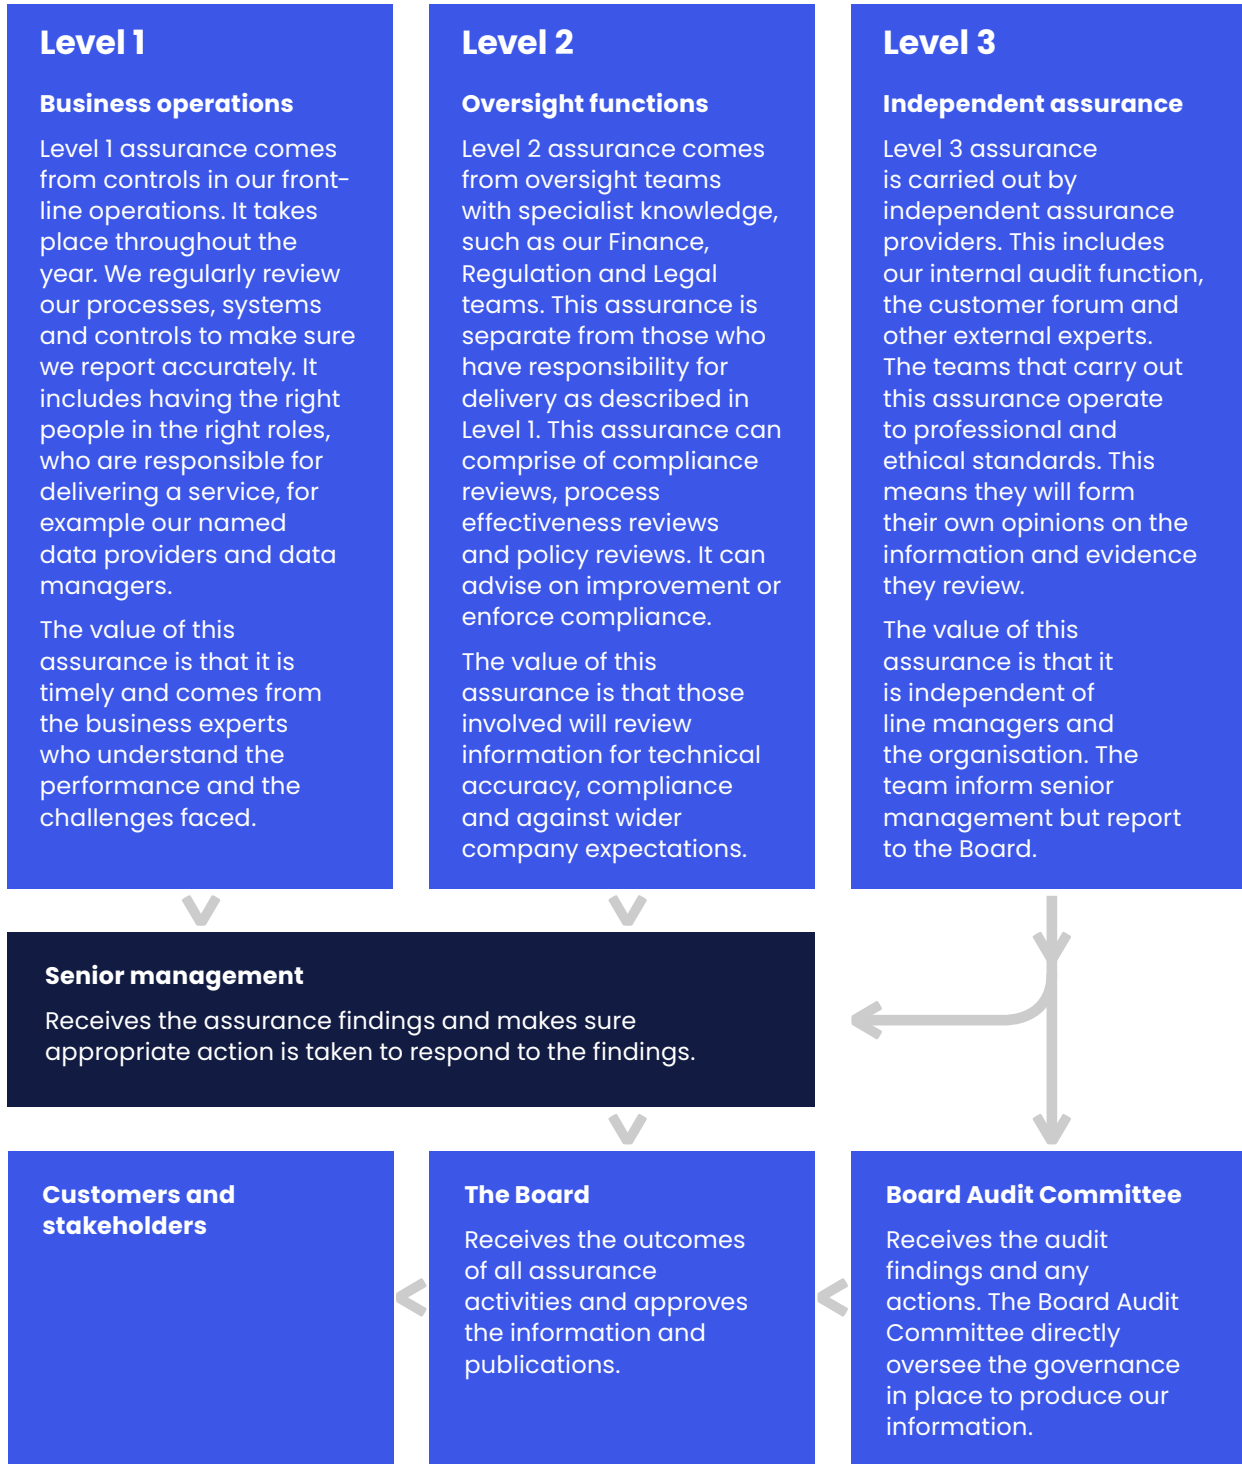 Level 1
Business operations
Level 1 assurance comes
from controls in our front-
line operations. It takes
place throughout the
year. We regularly review
our processes, systems
and controls to make sure
we report accurately. It
includes having the right
people in the right roles,
who are responsible for
delivering a service, for
example our named
data providers and data
managers.
The value of this
assurance is that it is
timely and comes from
the business experts
who understand the
performance and the
challenges faced.
Level 2
Oversight functions
Level 2 assurance comes
from oversight teams
with specialist knowledge,
such as our Finance,
Regulation and Legal
teams. This assurance is
separate from those who
have responsibility for
delivery as described in
Level 1. This assurance can
comprise of compliance
reviews, process
effectiveness reviews
and policy reviews. It can
advise on improvement or
enforce compliance.
The value of this
assurance is that those
involved will review
information for technical
accuracy, compliance
and against wider
company expectations.
Level 3
Independent assurance
Level 3 assurance
is carried out by
independent assurance
providers. This includes
our internal audit function,
the customer forum and
other external experts.
The teams that carry out
this assurance operate
to professional and
ethical standards. This
means they will form
their own opinions on the
information and evidence
they review.
The value of this
assurance is that it
is independent of
line managers and
the organisation. The
team inform senior
management but report
to the Board.
Senior management
Receives the assurance findings and makes sure
appropriate action is taken to respond to the findings.
Customers and
stakeholders
The Board
Receives the outcomes
of all assurance
activities and approves
the information and
publications.
Board Audit Committee
Receives the audit
findings and any
actions. The Board Audit
Committee directly
oversee the governance
in place to produce our
information.